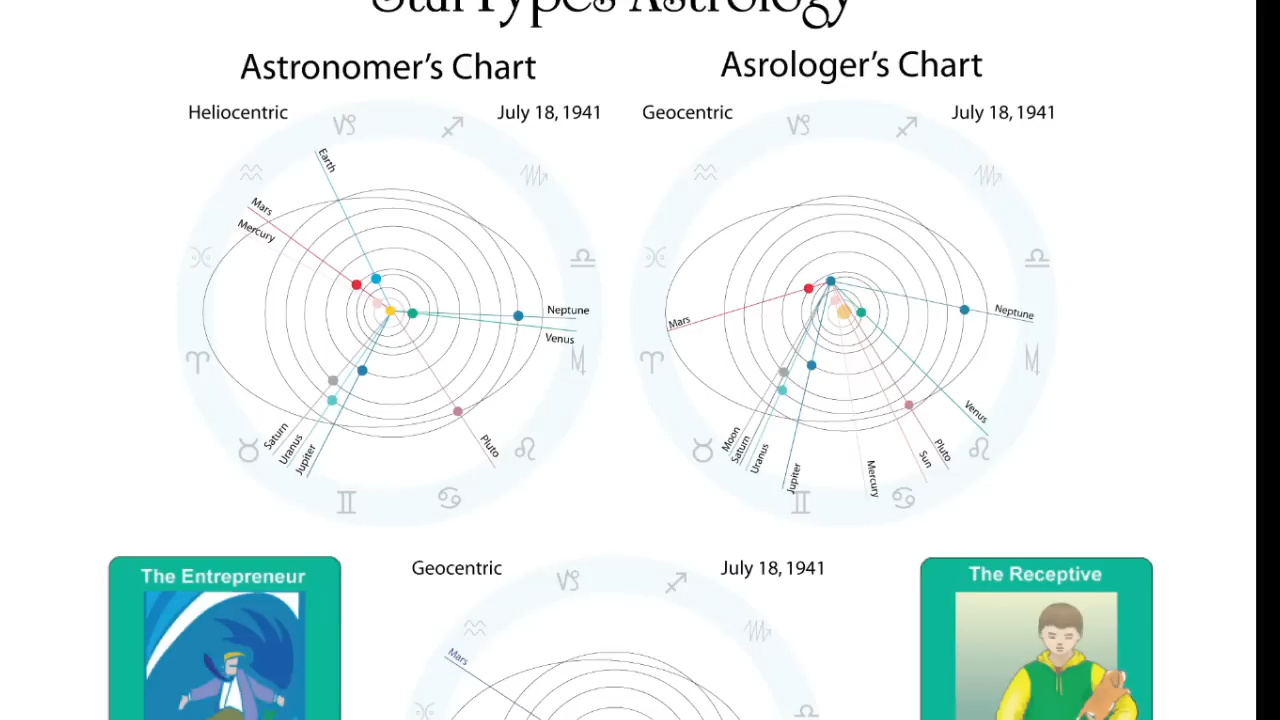 StarTypes Astrology
Astronomer’s Chart
Asrologer’s Chart
Heliocentric
July 18, 1941
Geocentric
July 18, 1941
Earth
Mars
Mercury
Neptune
Venus
Saturn
Uranus
Jupiter
Pluto
Mars
Neptune
Venus
Moon
Saturn
Uranus
Jupiter
Mercury
Sun
Pluto
The Entrepreneur
Geocentric
July 18, 1941
Mars
The Receptive